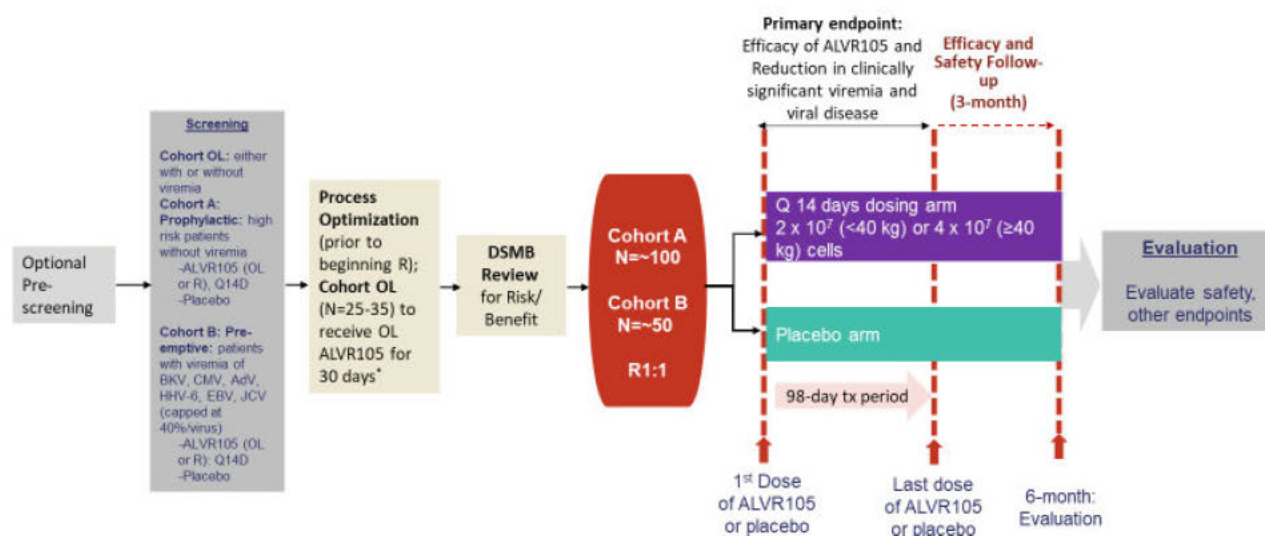 Optional
Pre-
screening
Screening
Cohort OL: either
with or without
viremia
Cohort A:
Prophylactic: high
risk patients
without viremia
-ALVR105 (OL
or R), Q14D
-Placebo
Cohort B: Pre-
emptive: patients
with viremia of
BKV, CMV, AdV,
HHV-6, EBV, JCV
(capped at
40%/virus)
-ALVR105 (OL
or R): Q14D
-Placebo
Process
Optimization
(prior to
beginning R);
Cohort OL
(N=25-35) to
receive OL
ALVR105 for
30 days*
DSMB
Review
for Risk/
Benefit
Cohort A
N=~100
Cohort B
N=~50
R1:1
Primary endpoint:
Efficacy of ALVR105 and
Reduction in clinically
significant viremia and
viral disease
Efficacy and
Safety Follow-
up
(3-month)
Q 14 days dosing arm
2 x 10⁷ (<40 kg) or 4 x 10⁷ (≥40
kg) cells
Placebo arm
98-day tx period
1st Dose
of ALVR105
or placebo
Last dose
of ALVR105
or placebo
6-month:
Evaluation
Evaluation
Evaluate safety,
other endpoints